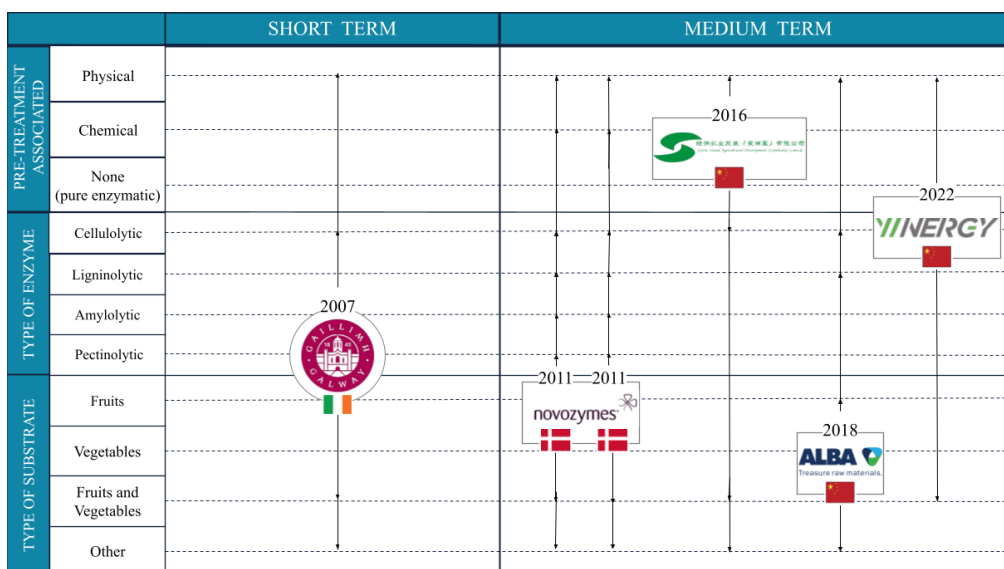 SHORT TERM
MEDIUM TERM
PRE-TREATMENT
ASSOCIATED
Physical
Chemical
None
(pure enzymatic)
TYPE OF ENZYME
Cellulolytic
Ligninolytic
Amylolytic
Pectinolytic
TYPE OF SUBSTRATE
Fruits
Vegetables
Fruits and
Vegetables
Other
2007
GAILLIMH
GALWAY
2011
2011
novozymes
2016
2018
ALBA
Treasure raw materials.
2022
YINERGY